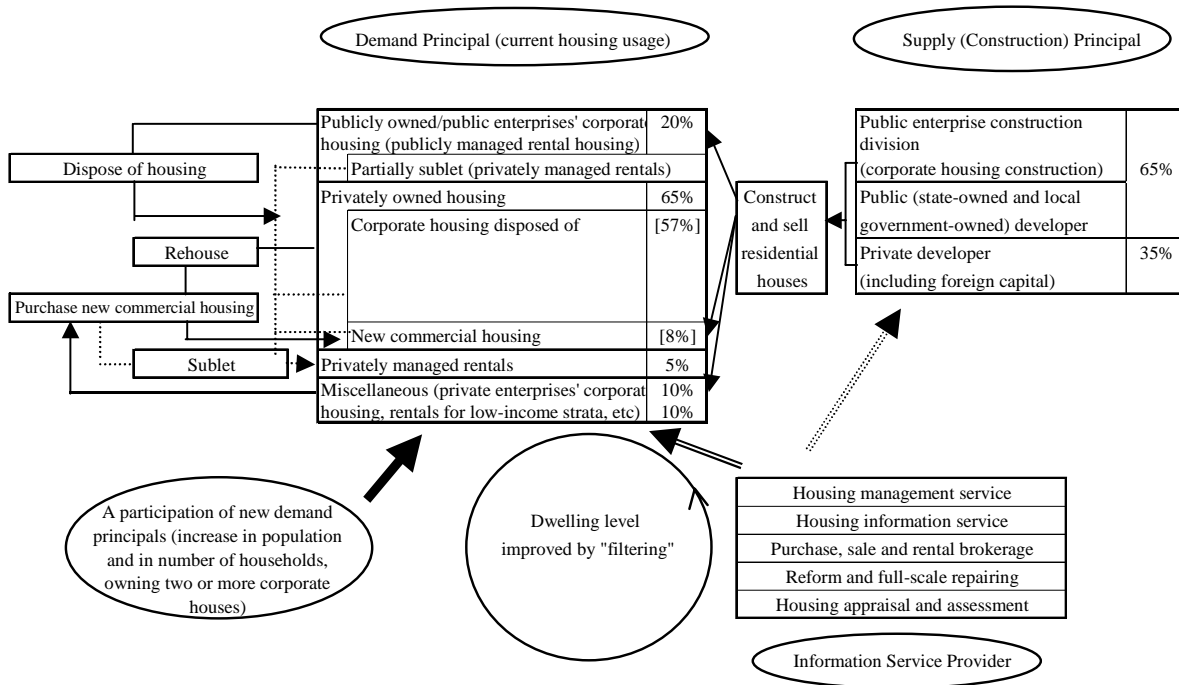 Demand Principal (current housing usage)
Supply (Construction) Principal
Publicly owned/public enterprises' corporate 20%
housing (publicly managed rental housing)
Partially sublet (privately managed rentals)
Privately owned housing 65%
Corporate housing disposed of [57%]
New commercial housing [8%]
Privately managed rentals 5%
Miscellaneous (private enterprises' corporat 10%
housing, rentals for low-income strata, etc) 10%
Dispose of housing
Rehouse
Purchase new commercial housing
Sublet
Construct
and sell
residential
houses
Public enterprise construction
division
(corporate housing construction) 65%
Public (state-owned and local
government-owned) developer
Private developer 35%
(including foreign capital)
A participation of new demand
principals (increase in population
and in number of households,
owning two or more corporate
houses)
Dwelling level
improved by "filtering"
Housing management service
Housing information service
Purchase, sale and rental brokerage
Reform and full-scale repairing
Housing appraisal and assessment
Information Service Provider